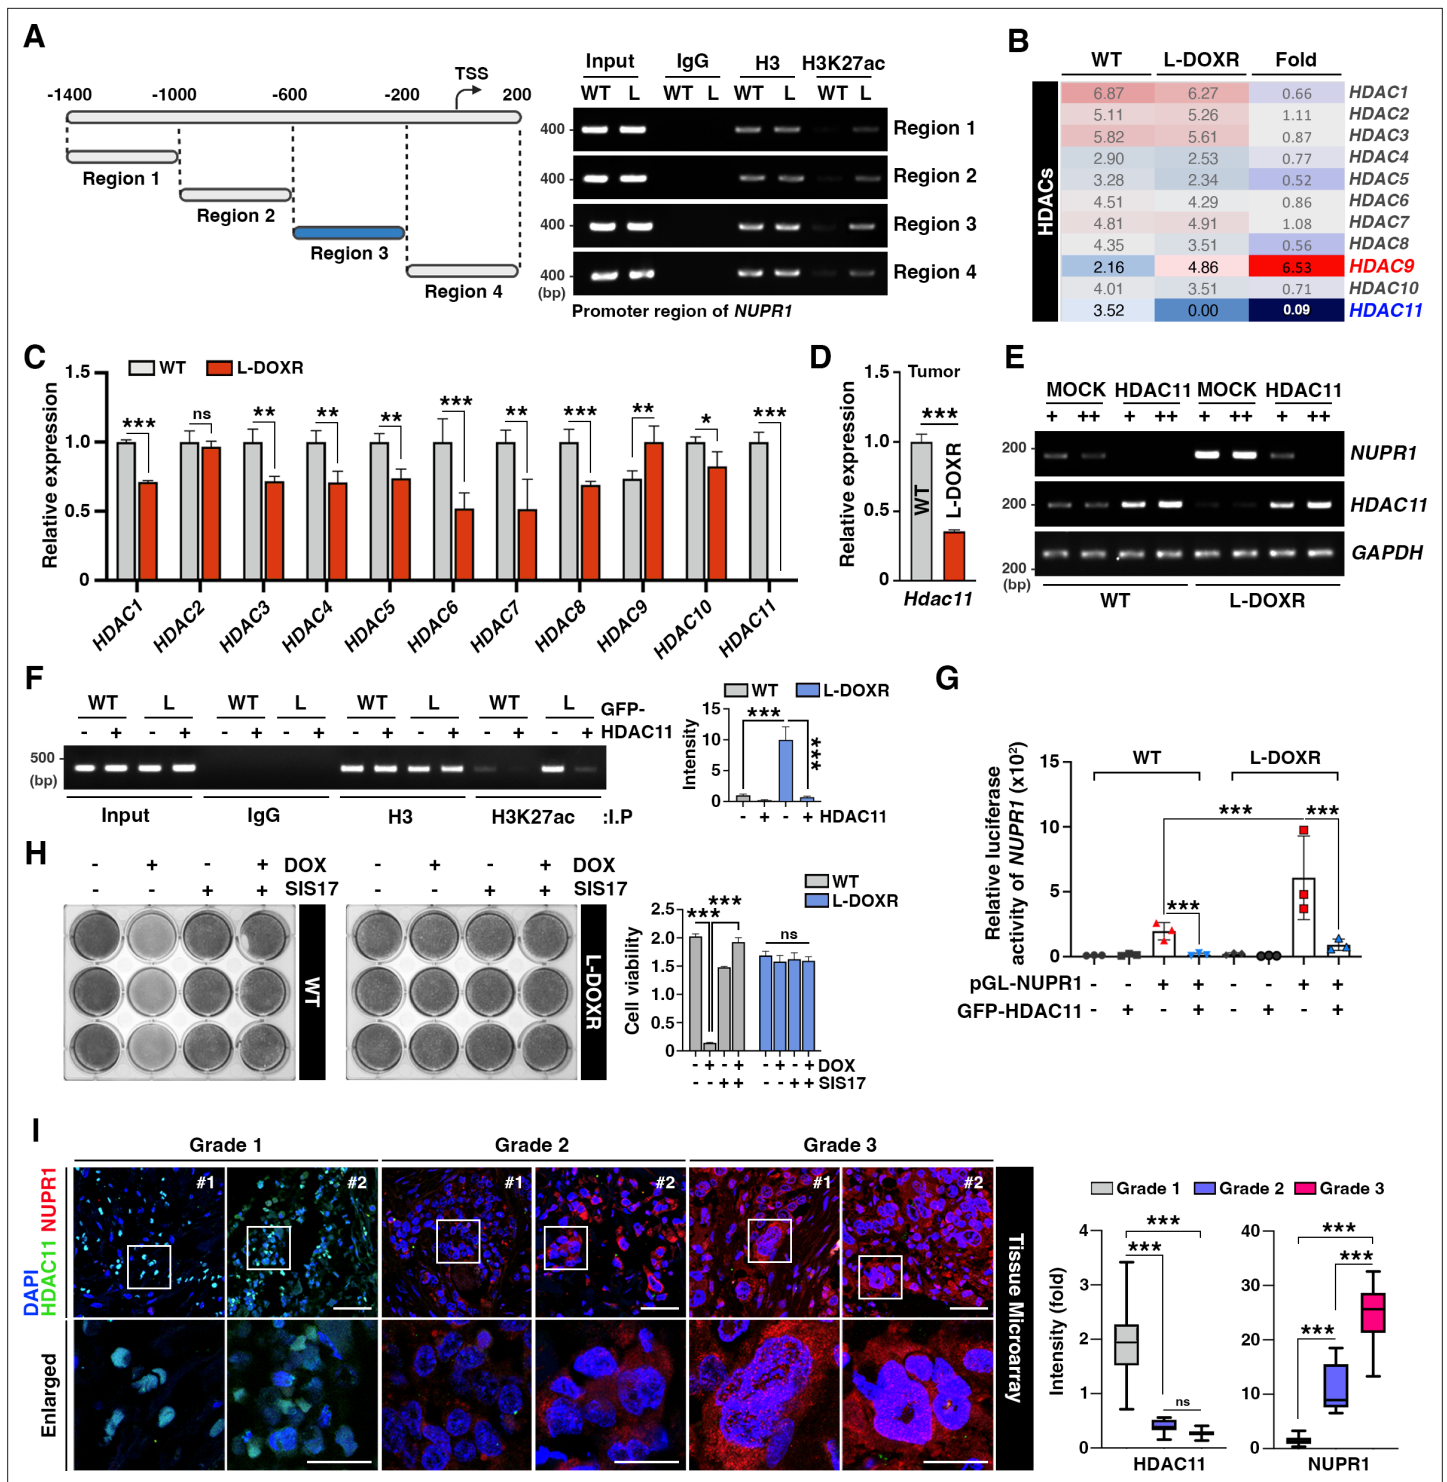 A
TSS
-1400 -1000 -600 -200 200
Region 1
Region 2
Region 3
Region 4
Input IgG H3 H3K27ac
WT L WT L WT L WT L
400 Region 1
400 Region 2
400 Region 3
400 Region 4
(bp)
Promoter region of NUPR1
B
WT L-DOXR Fold
HDACs
6.87 6.27 0.66 HDAC1
5.11 5.26 1.11 HDAC2
5.82 5.61 0.87 HDAC3
2.90 2.53 0.77 HDAC4
3.28 2.34 0.52 HDAC5
4.51 4.29 0.86 HDAC6
4.81 4.91 1.08 HDAC7
4.35 3.51 0.56 HDAC8
2.16 4.86 6.53 HDAC9
4.01 3.51 0.71 HDAC10
3.52 0.00 0.09 HDAC11
C
WT L-DOXR
Relative expression
1.5
1.0
0.5
0
*** ns ** ** ** *** ** *** ** * ***
HDAC1 HDAC2 HDAC3 HDAC4 HDAC5 HDAC6 HDAC7 HDAC8 HDAC9 HDAC10 HDAC11
D
Tumor
Relative expression
1.5
1.0
0.5
0
***
WT
L-DOXR
Hdac11
E
MOCK HDAC11 MOCK HDAC11
+ ++ + ++ + ++ + ++
200 NUPR1
200 HDAC11
200 GAPDH
(bp)
WT L-DOXR
F
WT L WT L WT L WT L GFP-
- + - + - + - + - + - + - + - + HDAC11
500
(bp)
Input IgG H3 H3K27ac :I.P
WT L-DOXR
Intensity
15
10
5
0
*** ***
- + - + HDAC11
G
Relative luciferase
activity of NUPR1 (x10²)
15
10
5
0
WT L-DOXR
*** *** ***
pGL-NUPR1 - - + + - - + +
GFP-HDAC11 - + - + - + - +
H
- + - + DOX - + - +
- - + + SIS17 - - + +
WT
L-DOXR
WT
L-DOXR
Cell viability
2.5
2.0
1.5
1.0
0.5
0
*** *** ns
- + - + - + - + DOX
- - + + - - + + SIS17
I
Grade 1 Grade 2 Grade 3
DAPI
HDAC11 NUPR1
#1 #2 #1 #2 #1 #2
Enlarged
Tissue Microarray
Grade 1 Grade 2 Grade 3
Intensity (fold)
4
3
2
1
0
*** *** ns
HDAC11
40
30
20
10
0
*** *** ***
NUPR1